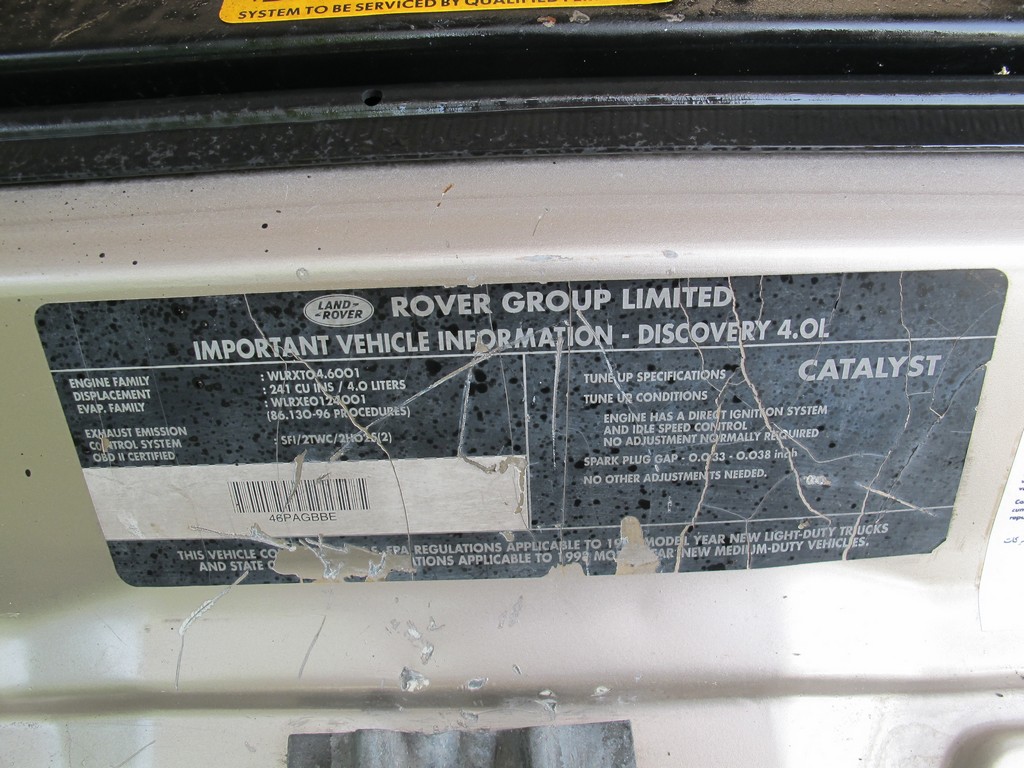 SYSTEM TO BE SERVICED BY QUALIFIED
LAND-
ROVER
ROVER GROUP LIMITED
IMPORTANT VEHICLE INFORMATION - DISCOVERY 4.0L
CATALYST
ENGINE FAMILY : WLRXT04.6001
DISPLACEMENT : 241 CU INS / 4.0 LITERS
EVAP. FAMILY : WLRXE0124001
(86.130-96 PROCEDURES)
EXHAUST EMISSION
CONTROL SYSTEM : SFI/2TWC/2HO2S(2)
OBD II CERTIFIED
46PAGBBE
TUNE UP SPECIFICATIONS
TUNE UP CONDITIONS
ENGINE HAS A DIRECT IGNITION SYSTEM
AND IDLE SPEED CONTROL
NO ADJUSTMENT NORMALLY REQUIRED
SPARK PLUG GAP - 0.033 - 0.038 inch
NO OTHER ADJUSTMENTS NEEDED.
THIS VEHICLE EPA REGULATIONS APPLICABLE TO MODEL YEAR NEW LIGHT-DUTY TRUCKS
AND STATE APPLICABLE TO 1998 YEAR NEW MEDIUM-DUTY VEHICLES.